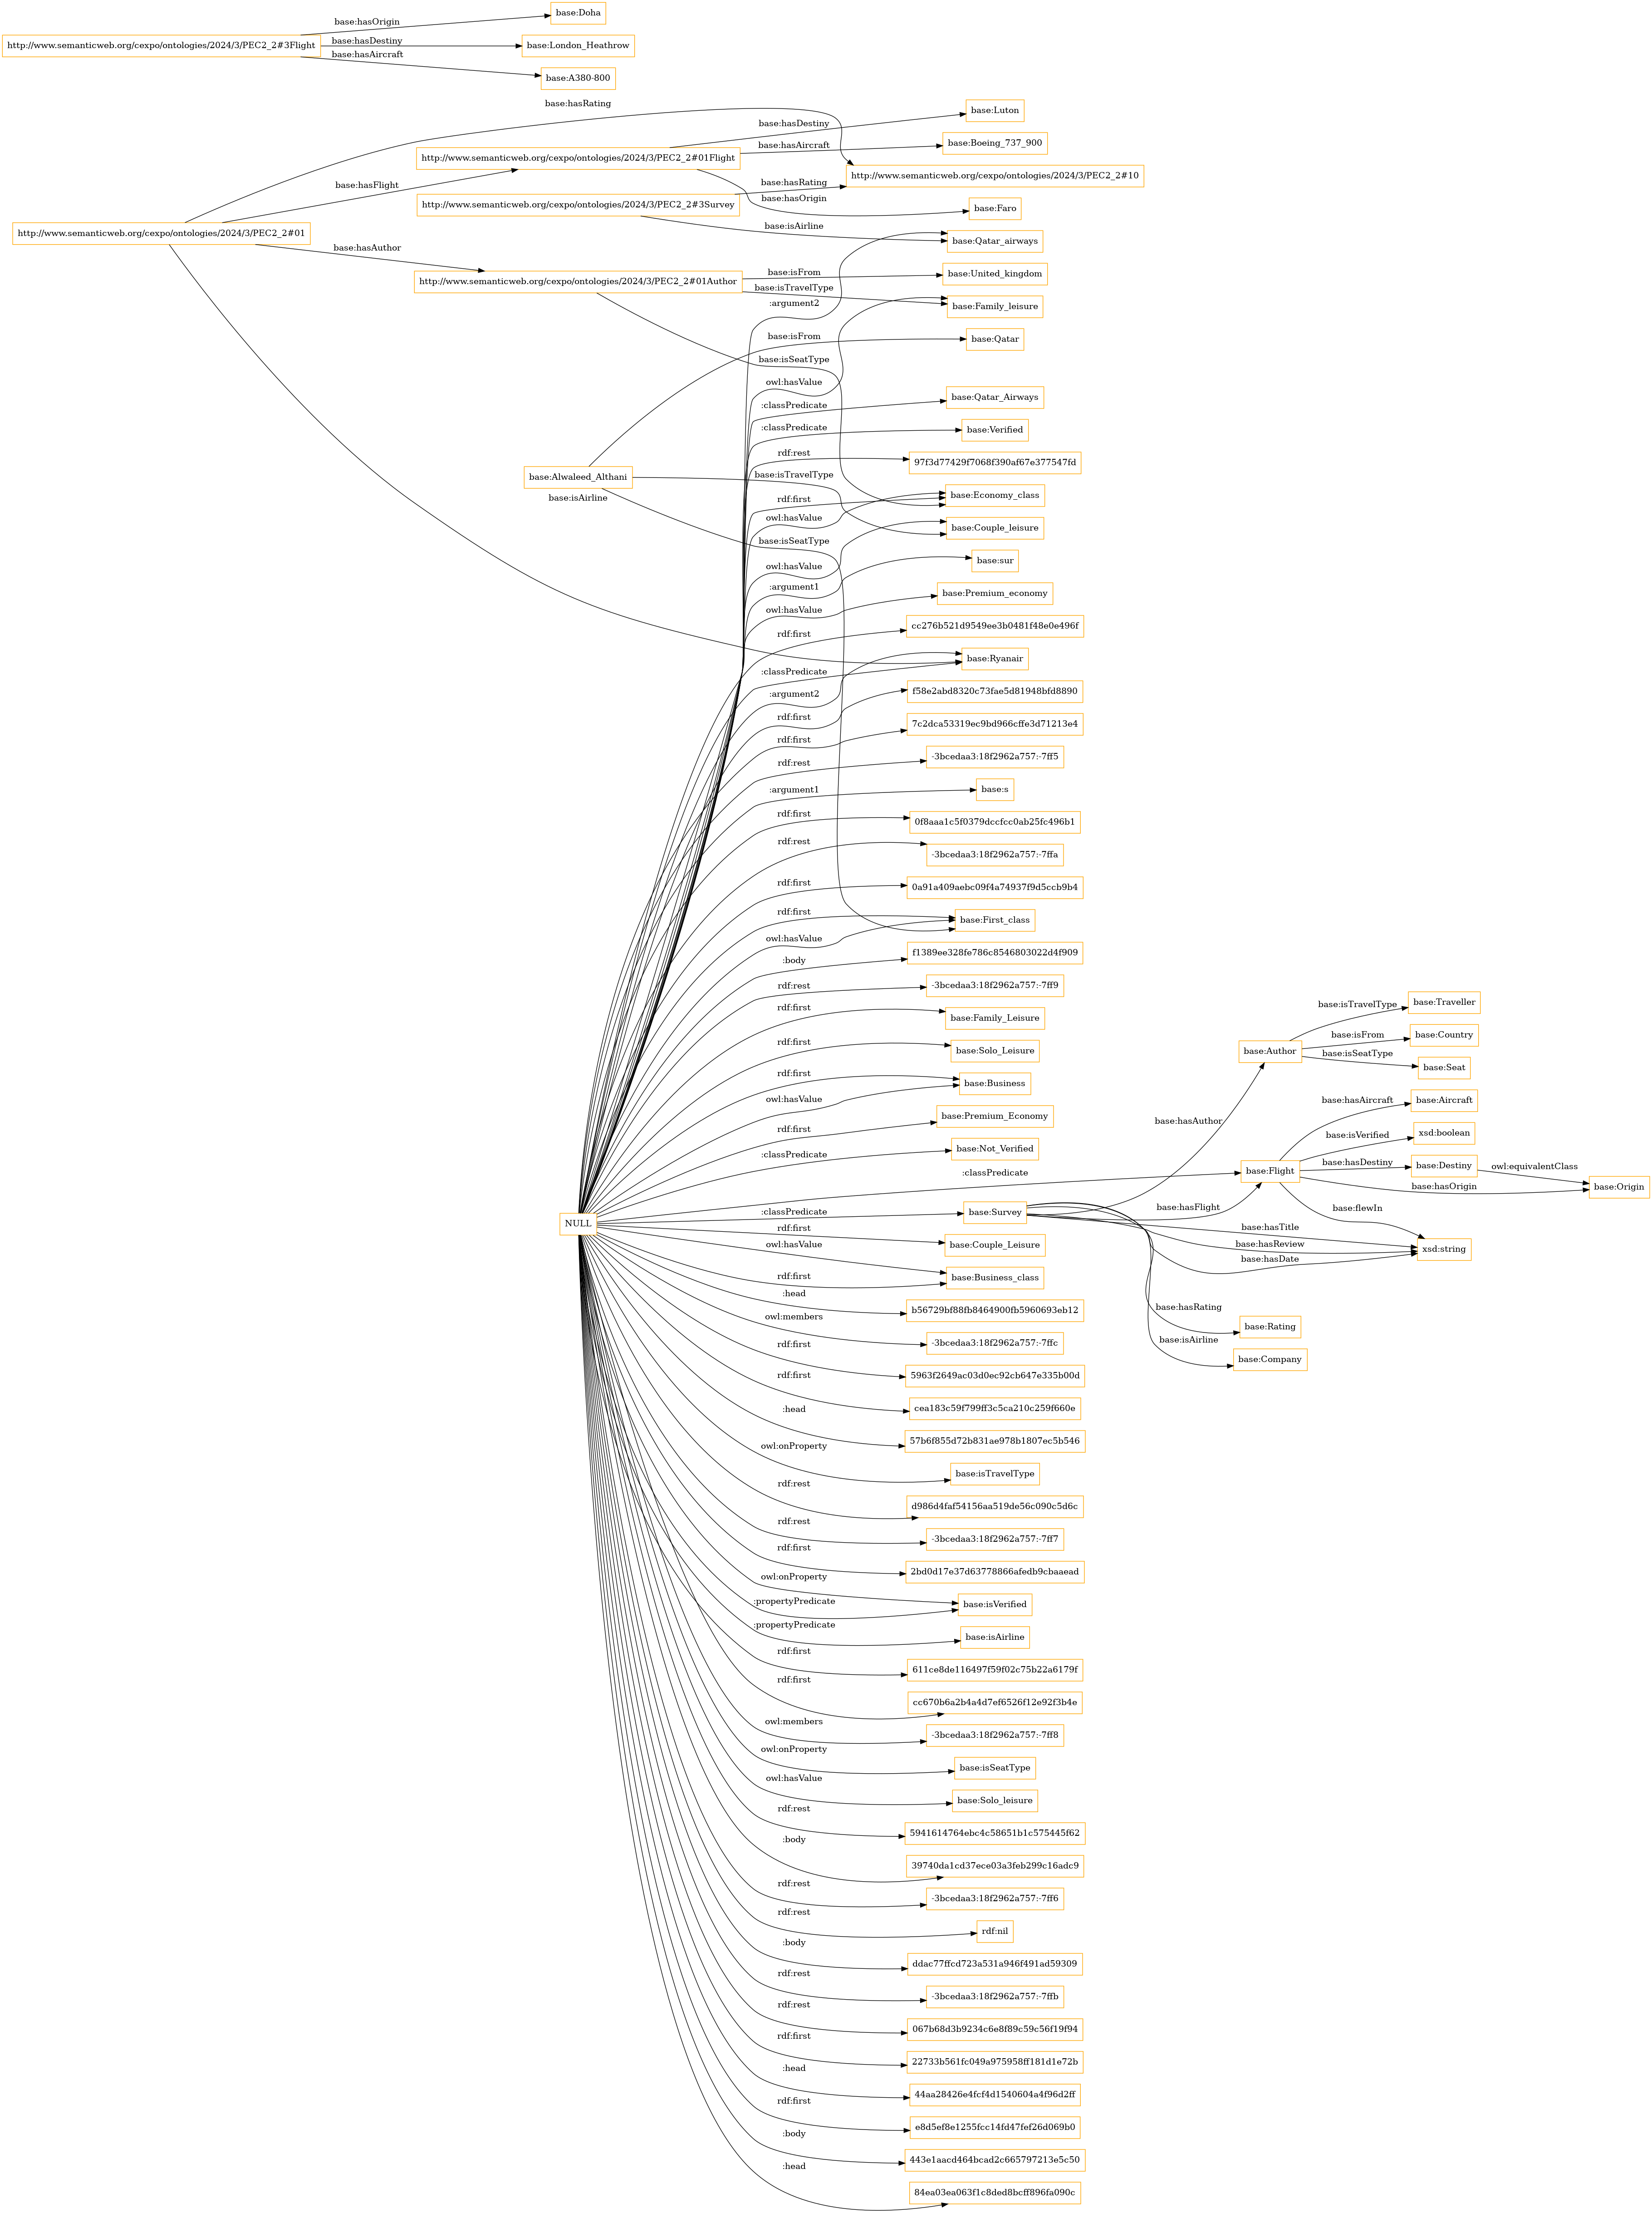 base:Doha
base:hasOrigin
http://www.semanticweb.org/cexpo/ontologies/2024/3/PEC2_2#3Flight
base:hasDestiny
base:London_Heathrow
base:hasAircraft
base:A380-800
base:hasRating
base:Luton
base:hasDestiny
base:Boeing_737_900
base:hasAircraft
http://www.semanticweb.org/cexpo/ontologies/2024/3/PEC2_2#01Flight
http://www.semanticweb.org/cexpo/ontologies/2024/3/PEC2_2#10
base:hasRating
base:hasFlight
base:hasOrigin
http://www.semanticweb.org/cexpo/ontologies/2024/3/PEC2_2#3Survey
base:Faro
base:isAirline
http://www.semanticweb.org/cexpo/ontologies/2024/3/PEC2_2#01
base:Qatar_airways
base:hasAuthor
base:isFrom
base:United_kingdom
http://www.semanticweb.org/cexpo/ontologies/2024/3/PEC2_2#01Author
base:isTravelType
:argument2
base:Family_leisure
base:isFrom
base:Qatar
base:isSeatType
owl:hasValue
base:Qatar_Airways
:classPredicate
:classPredicate
base:Verified
rdf:rest
97f3d77429f7068f390af67e377547fd
base:Alwaleed_Althani
base:isTravelType
base:isAirline
rdf:first
base:Economy_class
owl:hasValue
base:Couple_leisure
base:isSeatType
owl:hasValue
base:sur
:argument1
base:Premium_economy
owl:hasValue
rdf:first
cc276b521d9549ee3b0481f48e0e496f
base:Ryanair
:classPredicate
:argument2
f58e2abd8320c73fae5d81948bfd8890
rdf:first
7c2dca53319ec9bd966cffe3d71213e4
rdf:first
rdf:rest
-3bcedaa3:18f2962a757:-7ff5
:argument1
base:s
rdf:first
0f8aaa1c5f0379dccfcc0ab25fc496b1
rdf:rest
-3bcedaa3:18f2962a757:-7ffa
rdf:first
0a91a409aebc09f4a74937f9d5ccb9b4
rdf:first
base:First_class
owl:hasValue
:body
f1389ee328fe786c8546803022d4f909
rdf:rest
-3bcedaa3:18f2962a757:-7ff9
rdf:first
base:Family_Leisure
rdf:first
base:Solo_Leisure
rdf:first
base:Business
owl:hasValue
base:Premium_Economy
rdf:first
base:Not_Verified
:classPredicate
:classPredicate
base:Traveller
base:isTravelType
base:isFrom
base:Country
base:Author
base:isSeatType
base:Seat
base:hasAircraft
base:Aircraft
base:hasAuthor
base:isVerified
xsd:boolean
base:Flight
base:hasDestiny
base:Destiny
owl:equivalentClass
base:hasOrigin
base:Origin
base:hasFlight
base:flewIn
NULL
:classPredicate
base:Survey
base:hasTitle
base:hasReview
base:hasDate
xsd:string
rdf:first
base:Couple_Leisure
owl:hasValue
base:Business_class
rdf:first
:head
b56729bf88fb8464900fb5960693eb12
base:hasRating
base:Rating
owl:members
-3bcedaa3:18f2962a757:-7ffc
base:isAirline
base:Company
rdf:first
5963f2649ac03d0ec92cb647e335b00d
rdf:first
cea183c59f799ff3c5ca210c259f660e
:head
57b6f855d72b831ae978b1807ec5b546
owl:onProperty
base:isTravelType
rdf:rest
d986d4faf54156aa519de56c090c5d6c
rdf:rest
-3bcedaa3:18f2962a757:-7ff7
rdf:first
2bd0d17e37d63778866afedb9cbaaead
owl:onProperty
base:isVerified
:propertyPredicate
:propertyPredicate
base:isAirline
rdf:first
611ce8de116497f59f02c75b22a6179f
rdf:first
cc670b6a2b4a4d7ef6526f12e92f3b4e
owl:members
-3bcedaa3:18f2962a757:-7ff8
owl:onProperty
base:isSeatType
owl:hasValue
base:Solo_leisure
rdf:rest
5941614764ebc4c58651b1c575445f62
:body
39740da1cd37ece03a3feb299c16adc9
rdf:rest
-3bcedaa3:18f2962a757:-7ff6
rdf:rest
rdf:nil
:body
ddac77ffcd723a531a946f491ad59309
rdf:rest
-3bcedaa3:18f2962a757:-7ffb
rdf:rest
067b68d3b9234c6e8f89c59c56f19f94
rdf:first
22733b561fc049a975958ff181d1e72b
:head
44aa28426e4fcf4d1540604a4f96d2ff
rdf:first
e8d5ef8e1255fcc14fd47fef26d069b0
:body
443e1aacd464bcad2c665797213e5c50
:head
84ea03ea063f1c8ded8bcff896fa090c